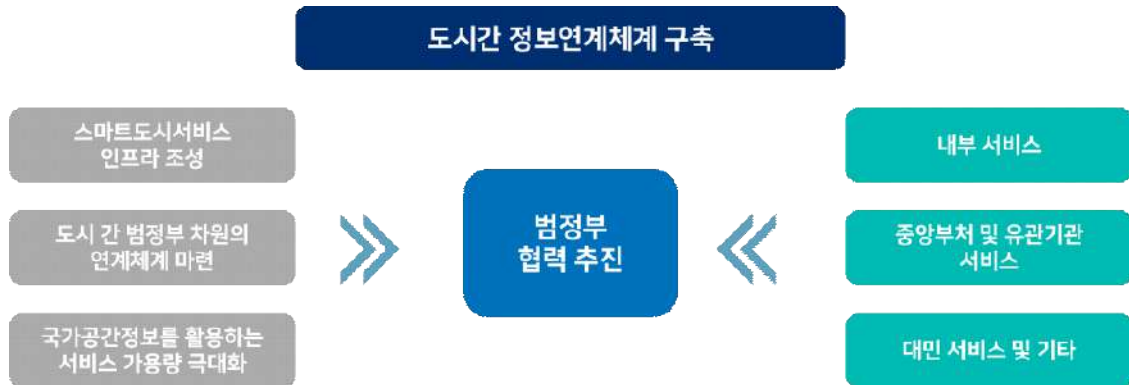 도시간 정보연계체계 구축
스마트도시서비스
인프라 조성
도시 간 범정부 차원의
연계체계 마련
국가공간정보를 활용하는
서비스 가용량 극대화
범정부
협력 추진
내부 서비스
중앙부처 및 유관기관
서비스
대민 서비스 및 기타